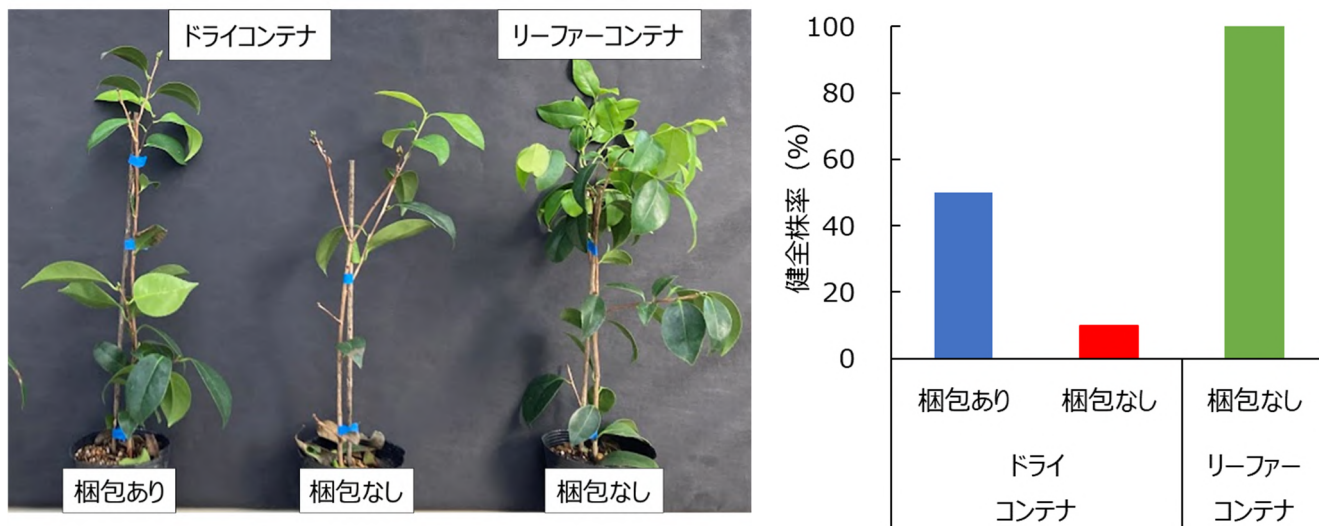 ドライコンテナ
リーファーコンテナ
梱包あり
梱包なし
梱包なし
健全株率（%）
100
80
60
40
20
0
梱包あり
梱包なし
梱包なし
ドライ
コンテナ
リーファー
コンテナ